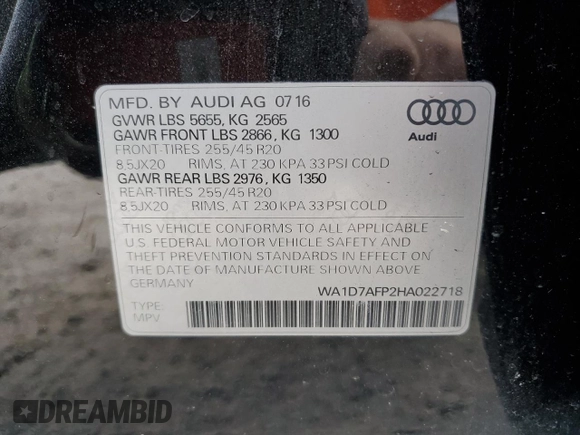 MFD. BY AUDI AG 07 16
GVWR LBS 5655, KG 2565
GAWR FRONT LBS 2866, KG 1300
FRONT-TIRES 255/45 R20
8,5JX20 RIMS, AT 230 KPA 33 PSI COLD
GAWR REAR LBS 2976, KG 1350
REAR-TIRES 255/45 R20
8,5JX20 RIMS, AT 230 KPA 33 PSI COLD
Audi
THIS VEHICLE CONFORMS TO ALL APPLICABLE
U.S. FEDERAL MOTOR VEHICLE SAFETY AND
THEFT PREVENTION STANDARDS IN EFFECT ON
THE DATE OF MANUFACTURE SHOWN ABOVE.
GERMANY
WA1D7AFP2HA022718
TYPE:
MPV
DREAMBID